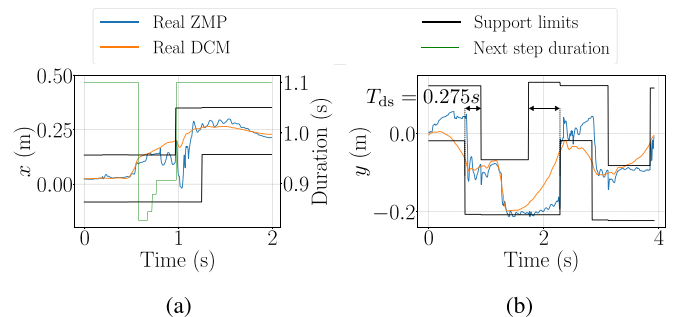 Real ZMP
Real DCM
Support limits
Next step duration
0.50
0.25
0.00
x (m)
1.1
1.0
0.9
Duration (s)
0
1
2
Time (s)
(a)
T_ds = 0.275s
0.0
−0.2
y (m)
0
2
4
Time (s)
(b)